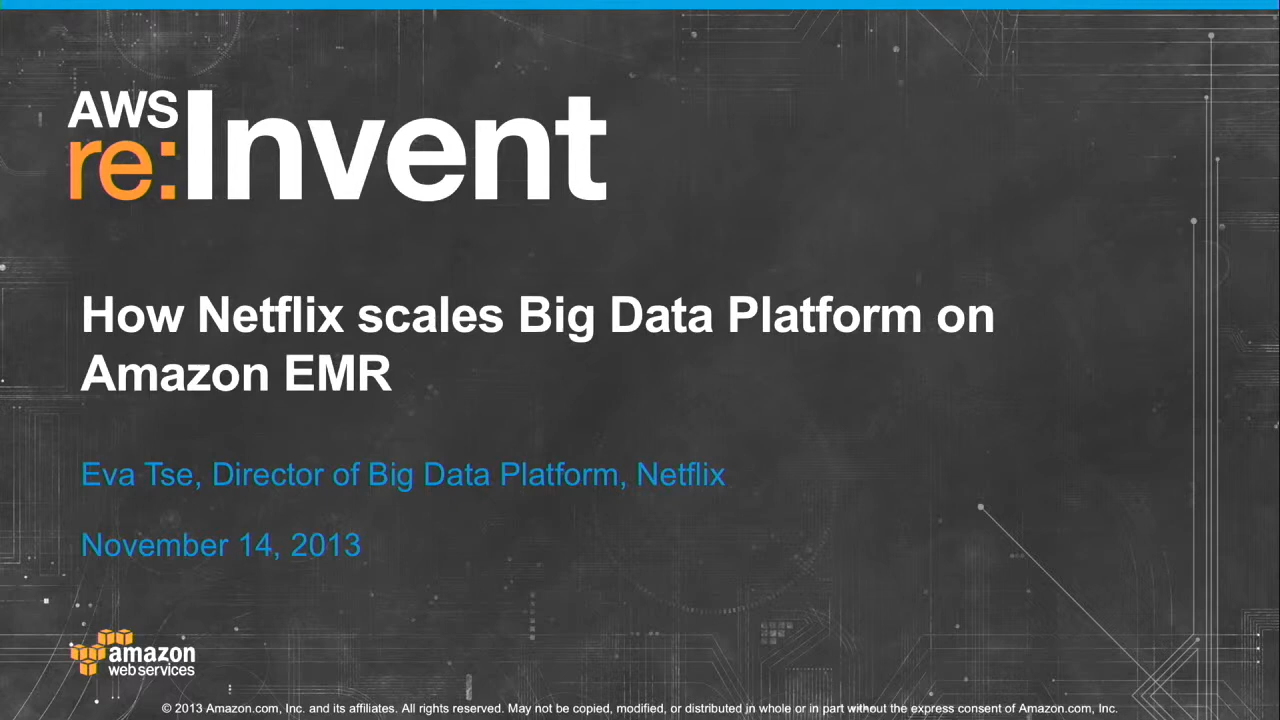 AWS
re:Invent
How Netflix scales Big Data Platform on
Amazon EMR
Eva Tse, Director of Big Data Platform, Netflix
November 14, 2013
amazon
webservices
© 2013 Amazon.com, Inc. and its affiliates. All rights reserved. May not be copied, modified, or distributed in whole or in part without the express consent of Amazon.com, Inc.